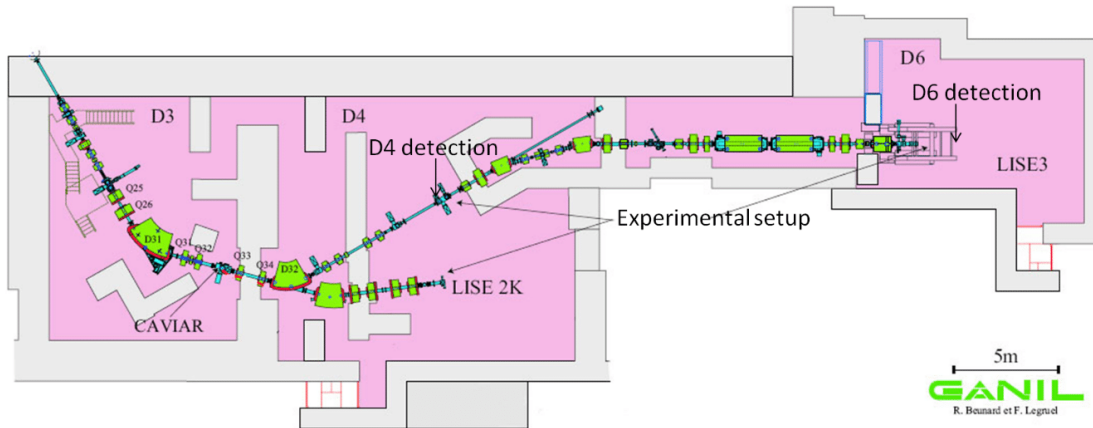 D3
D4
D6
D6 detection
D4 detection
LISE3
Q25
Q26
D31
Q31
Q32
Q33
Q34
D32
Experimental setup
LISE 2K
CAVIAR
5m
GANIL
R. Beunard et F. Legruel